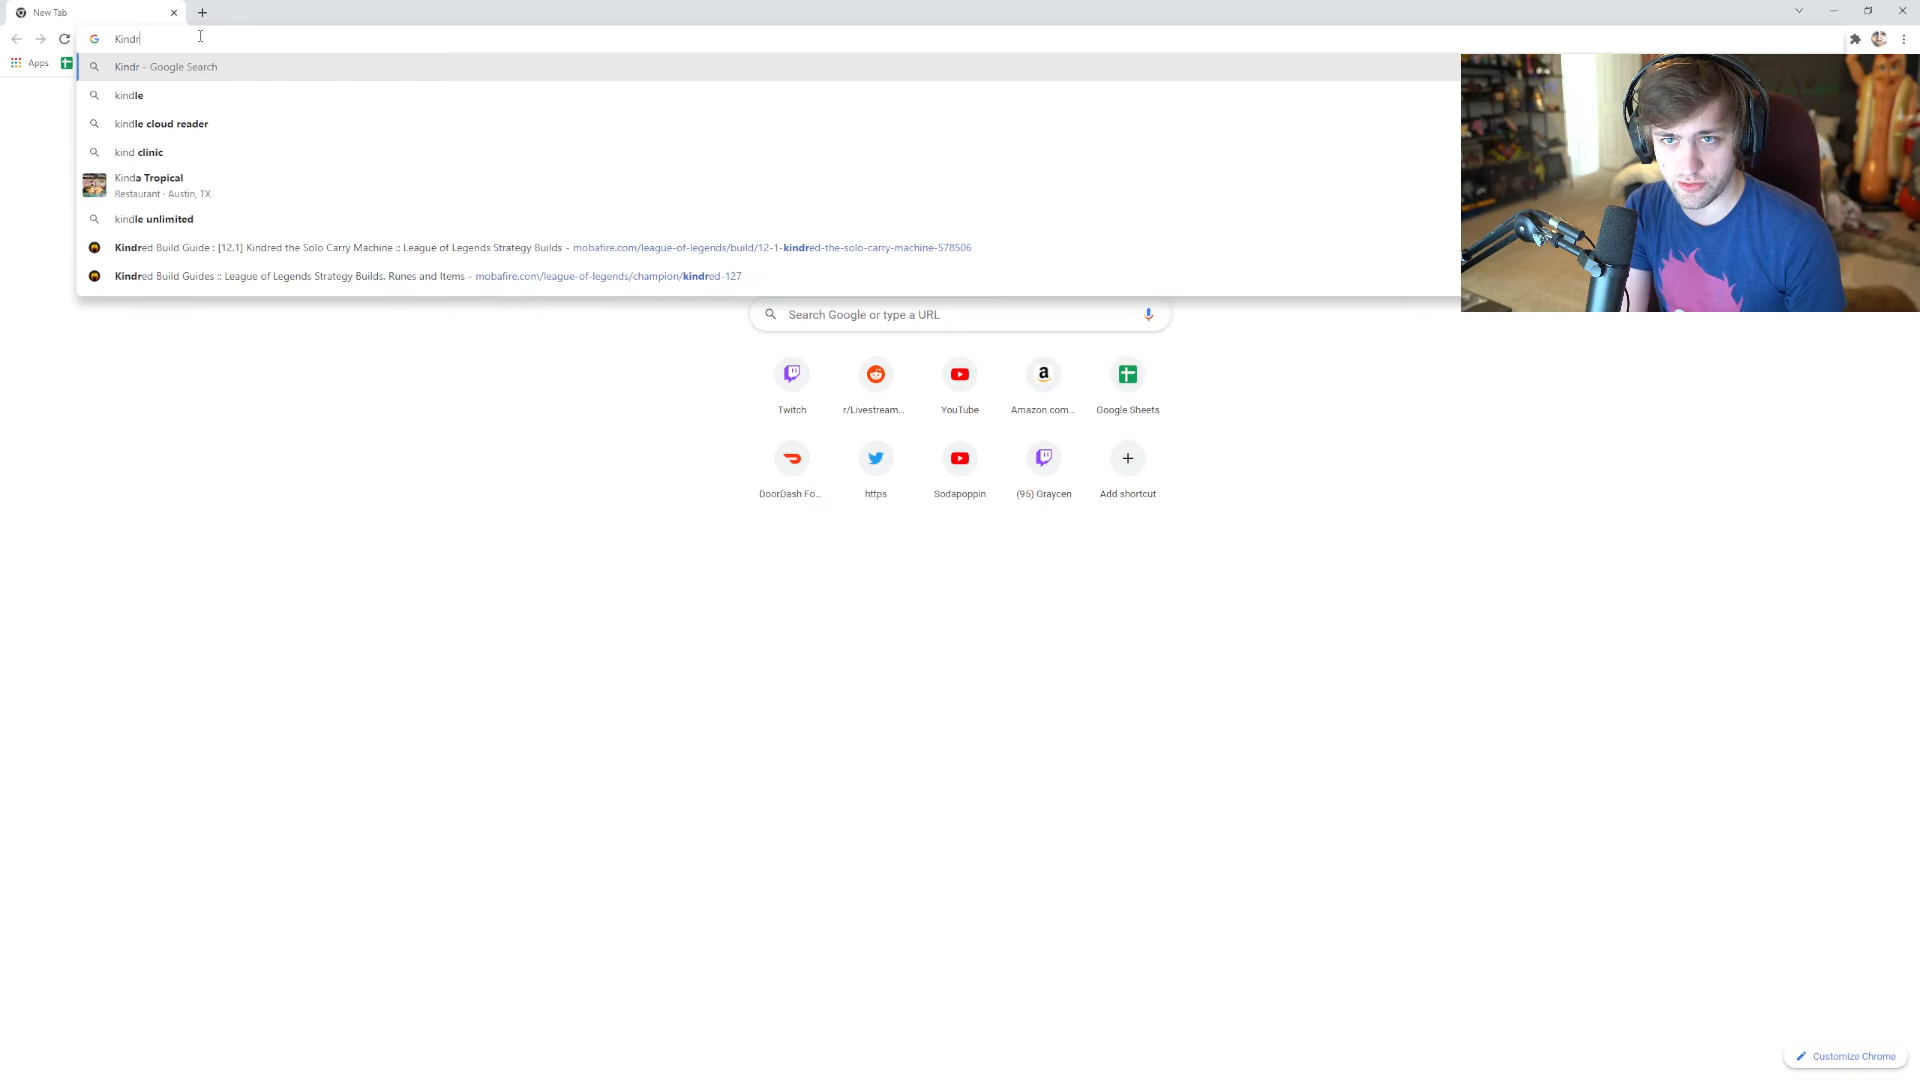 New Tab
Kindr
Apps
Kindr - Google Search
kindle
kindle cloud reader
kind clinic
Kinda Tropical
Restaurant · Austin, TX
kindle unlimited
Kindred Build Guide : [12.1] Kindred the Solo Carry Machine :: League of Legends Strategy Builds - mobafire.com/league-of-legends/build/12-1-kindred-the-solo-carry-machine-578506
Kindred Build Guides :: League of Legends Strategy Builds, Runes and Items - mobafire.com/league-of-legends/champion/kindred-127
Search Google or type a URL
Twitch r/Livestream... YouTube Amazon.com... Google Sheets
DoorDash Fo... https Sodapoppin (95) Graycen Add shortcut
Customize Chrome